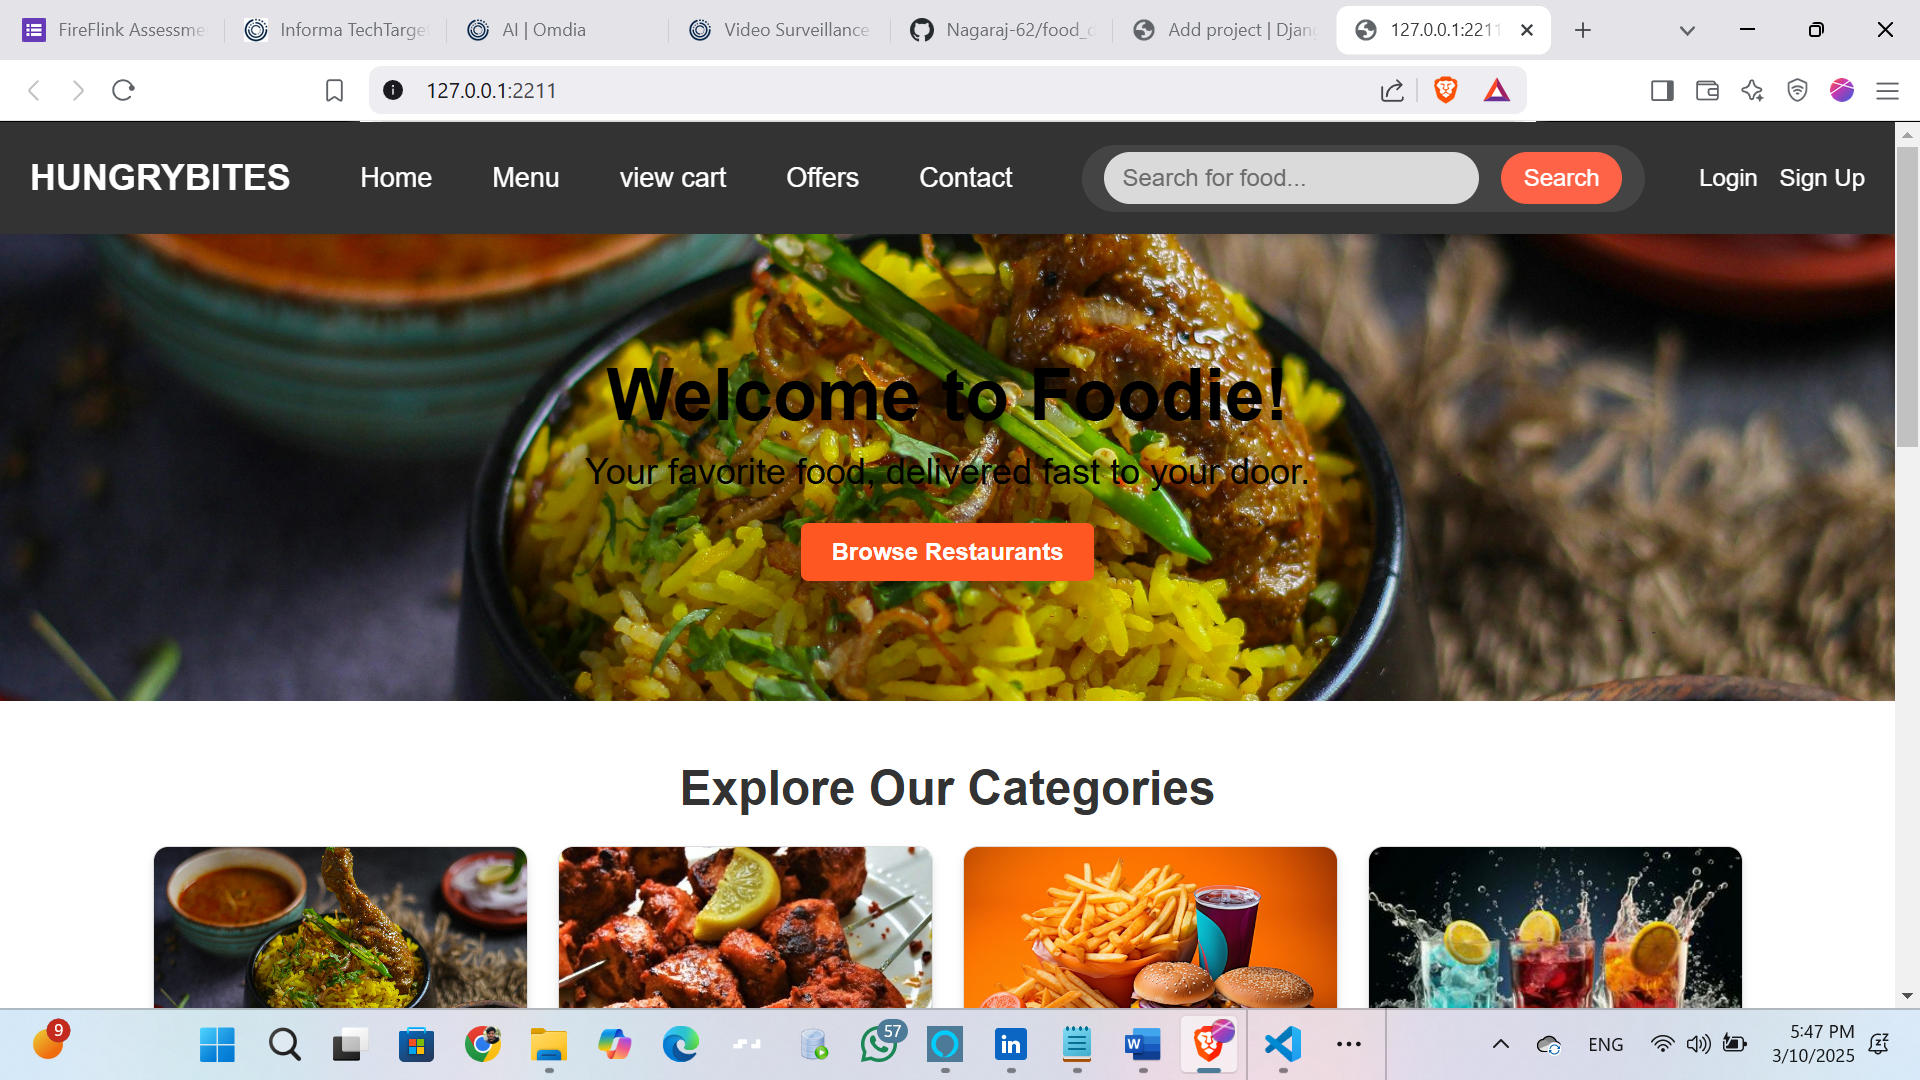 FireFlink Assessme
Informa TechTarge
AI | Omdia
Video Surveillance
Nagaraj-62/food_d
Add project | Djang
127.0.0.1:2211
127.0.0.1:2211
HUNGRYBITES
Home
Menu
view cart
Offers
Contact
Search for food...
Search
Login
Sign Up
Welcome to Foodie!
Your favorite food, delivered fast to your door.
Browse Restaurants
Explore Our Categories
9
57
ENG
5:47 PM
3/10/2025